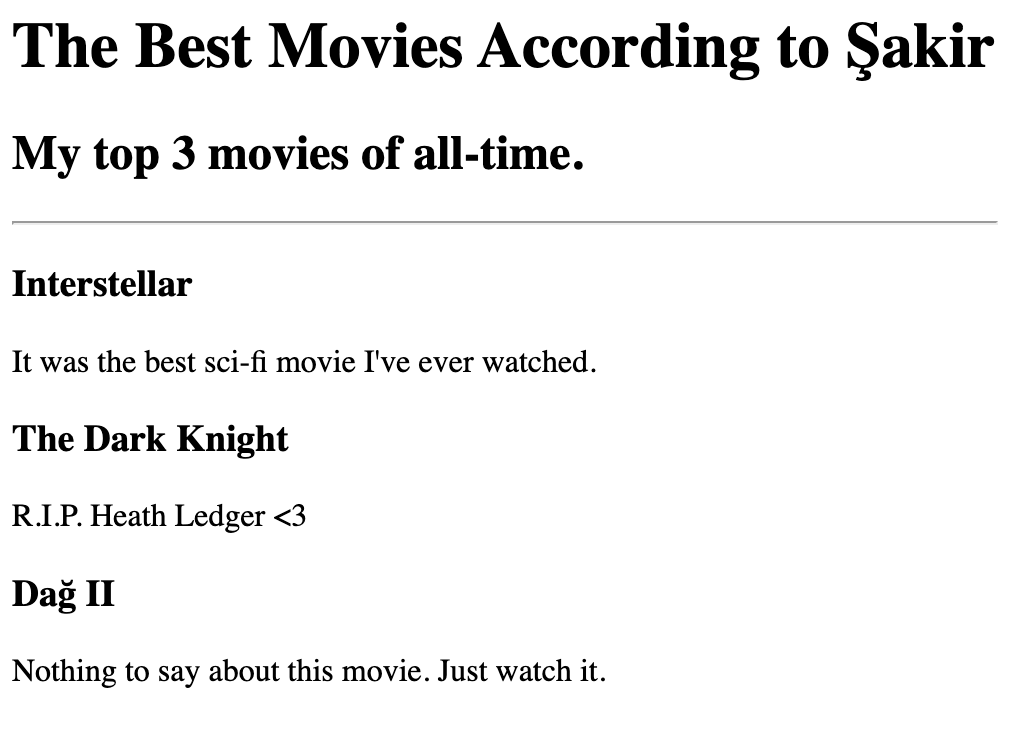 The Best Movies According to Şakir
My top 3 movies of all-time.
Interstellar
It was the best sci-fi movie I've ever watched.
The Dark Knight
R.I.P. Heath Ledger <3
Dağ II
Nothing to say about this movie. Just watch it.